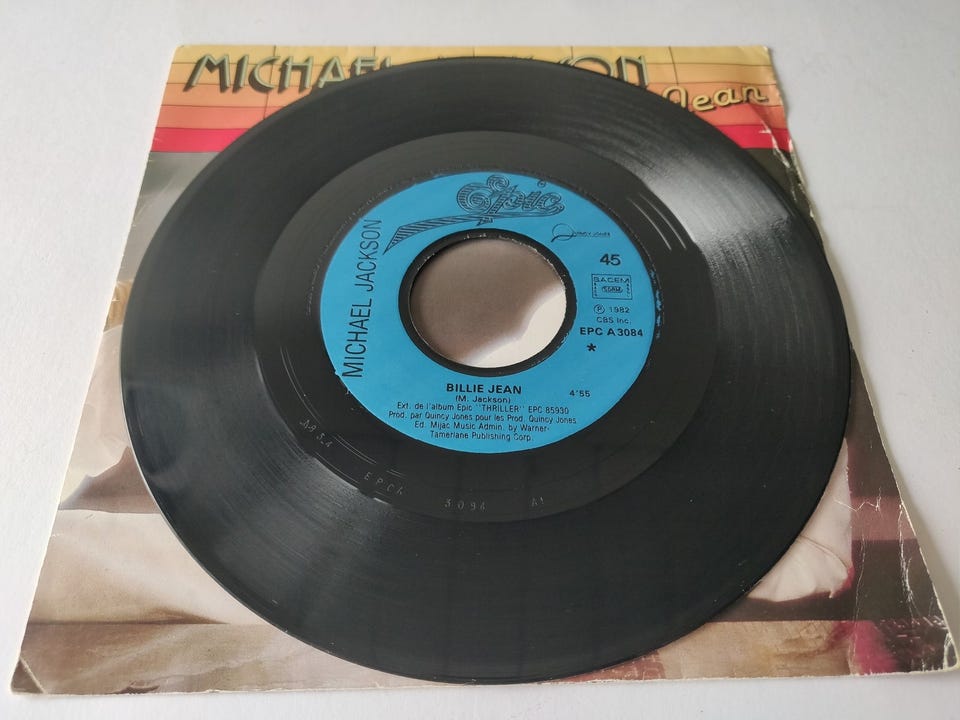 MICHAEL
Jean
Epic
QUINCY JONES
MICHAEL JACKSON
45
SACEM
℗ 1982
CBS Inc.
EPC A 3084
*
BILLIE JEAN
4'55
(M. Jackson)
Ext. de l'album Epic "THRILLER" EPC 85930
Prod. par Quincy Jones pour les Prod. Quincy Jones
Ed. Mijac Music Admin. by Warner-
Tamerlane Publishing Corp.
EPCA 3084 A1